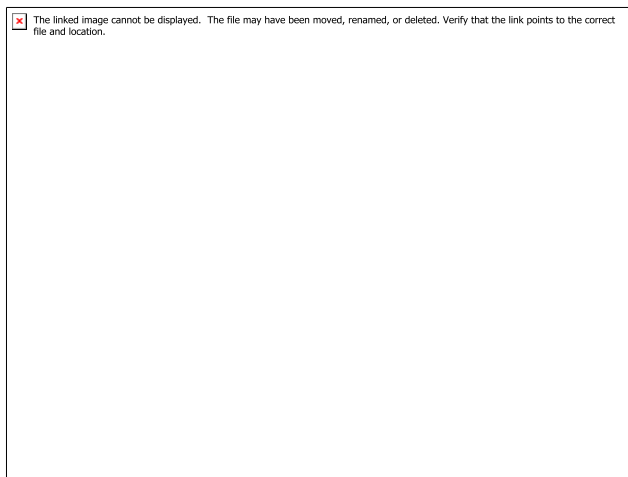 The linked image cannot be displayed.  The file may have been moved, renamed, or deleted. Verify that the link points to the correct
file and location.